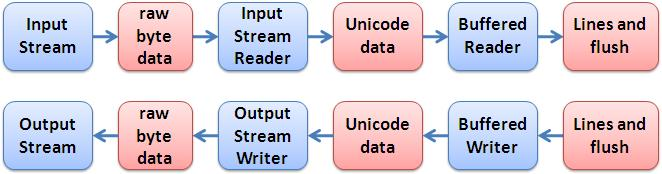 Input
Stream
raw
byte
data
Input
Stream
Reader
Unicode
data
Buffered
Reader
Lines and
flush
Output
Stream
raw
byte
data
Output
Stream
Writer
Unicode
data
Buffered
Writer
Lines and
flush